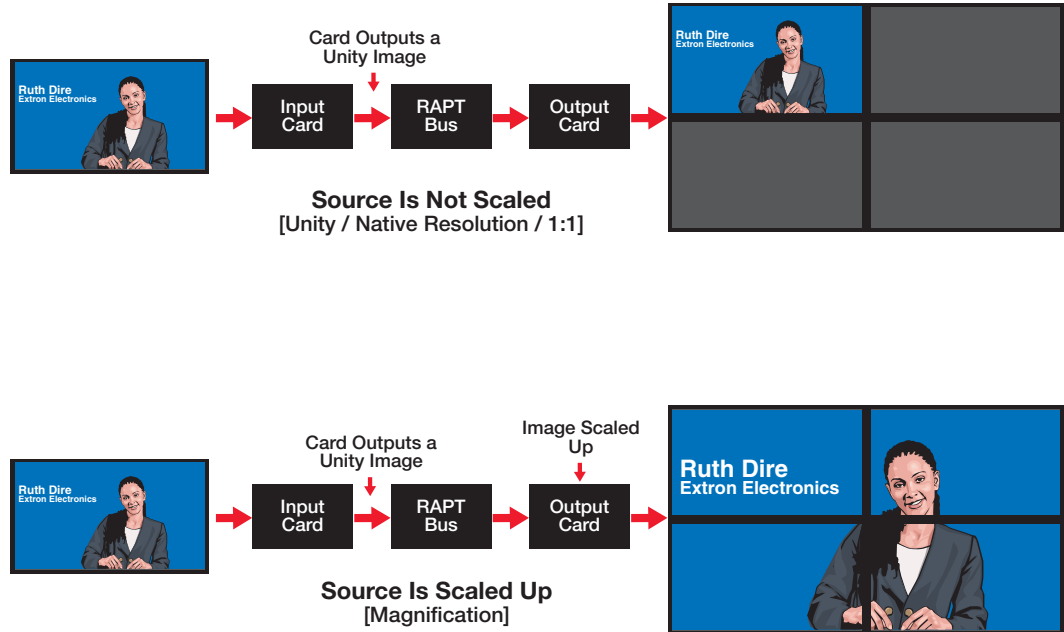 Card Outputs a
Unity Image
Ruth Dire
Extron Electronics
Input
Card
RAPT
Bus
Output
Card
Ruth Dire
Extron Electronics
Source Is Not Scaled
[Unity / Native Resolution / 1:1]
Card Outputs a
Unity Image
Image Scaled
Up
Ruth Dire
Extron Electronics
Input
Card
RAPT
Bus
Output
Card
Ruth Dire
Extron Electronics
Source Is Scaled Up
[Magnification]